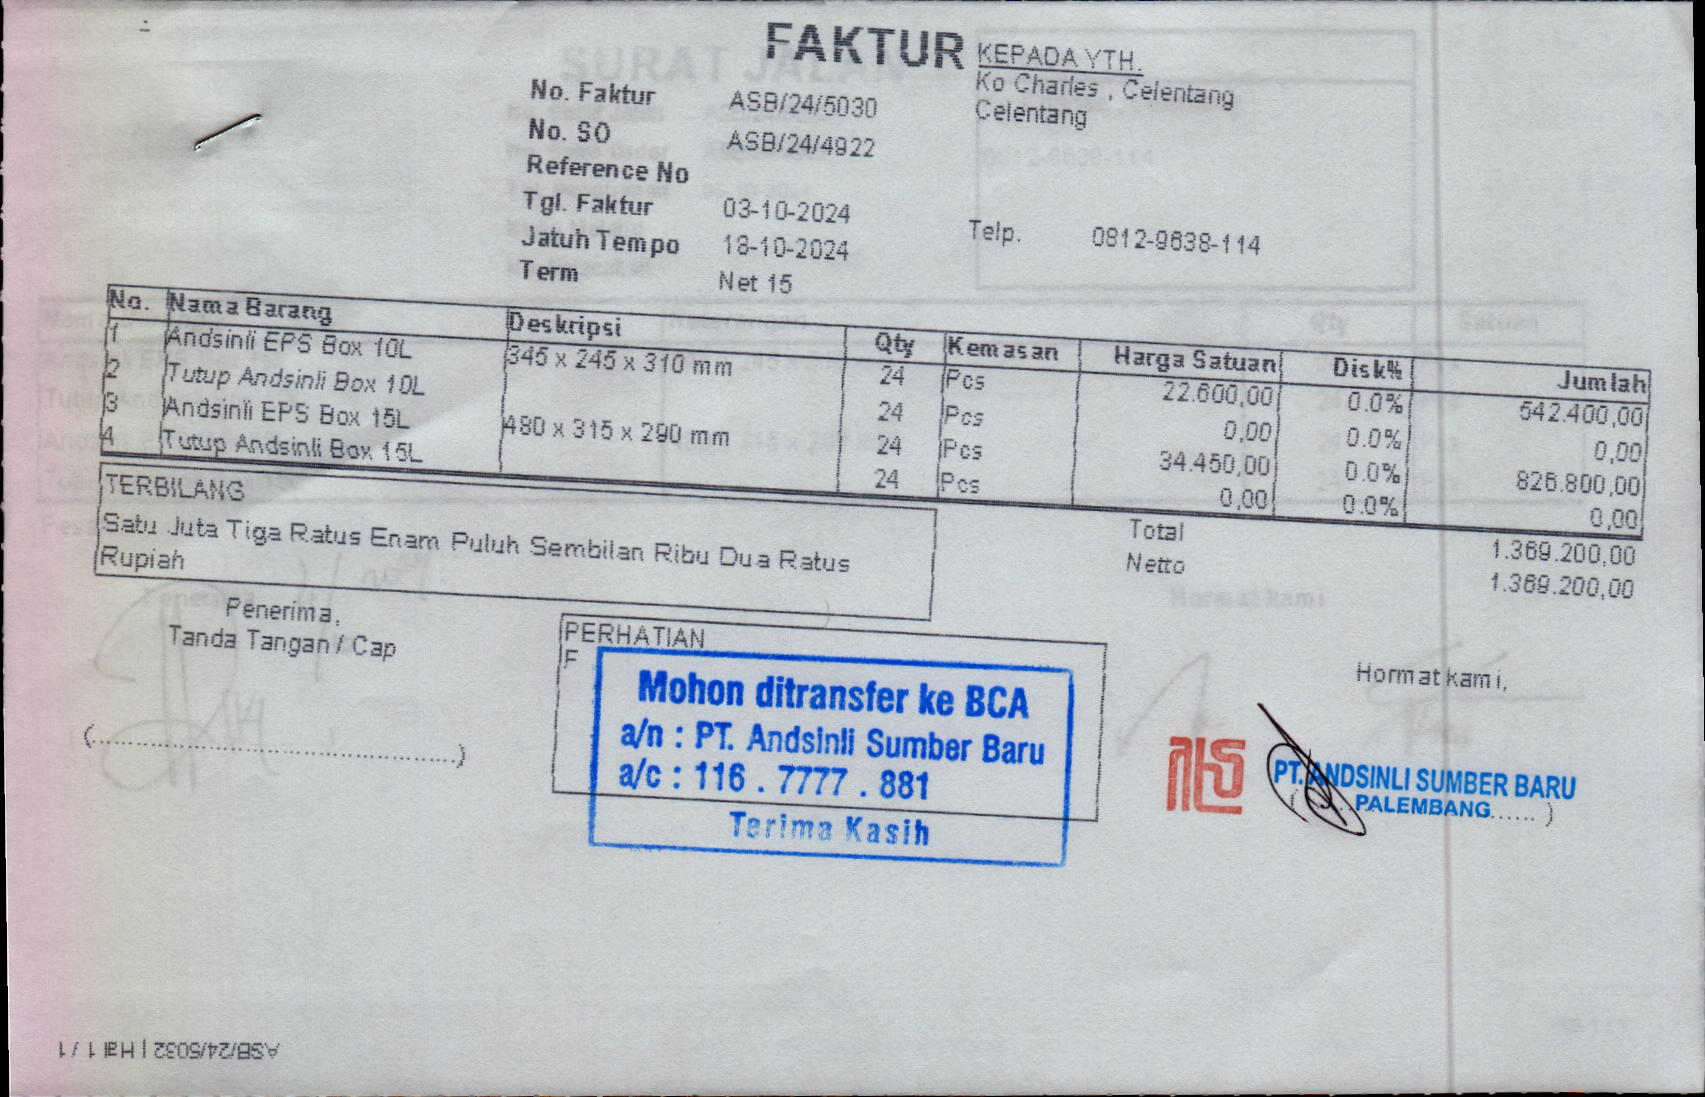 FAKTUR
No. Faktur ASB/24/5030
No. SO ASB/24/4922
Reference No
Tgl. Faktur 03-10-2024
Jatuh Tempo 18-10-2024
Term Net 15
KEPADA YTH.
Ko Charles , Celentang
Celentang
Telp. 0812-9638-114
No. Nama Barang Deskripsi Qty Kemasan Harga Satuan Disk% Jumlah
1 Andsinli EPS Box 10L 345 x 245 x 310 mm 24 Pcs 22.600,00 0.0% 542.400,00
2 Tutup Andsinli Box 10L 24 Pcs 0,00 0.0% 0,00
3 Andsinli EPS Box 15L 480 x 315 x 290 mm 24 Pcs 34.450,00 0.0% 826.800,00
4 Tutup Andsinli Box 15L 24 Pcs 0,00 0.0% 0,00
TERBILANG
Satu Juta Tiga Ratus Enam Puluh Sembilan Ribu Dua Ratus
Rupiah
Total 1.369.200,00
Netto 1.369.200,00
Penerima,
Tanda Tangan / Cap
(....................................................)
PERHATIAN
F
Mohon ditransfer ke BCA
a/n : PT. Andsinli Sumber Baru
a/c : 116 . 7777 . 881
Terima Kasih
Hormat kami,
PT. ANDSINLI SUMBER BARU
PALEMBANG
ASB/24/5032 | Hal 1 / 1